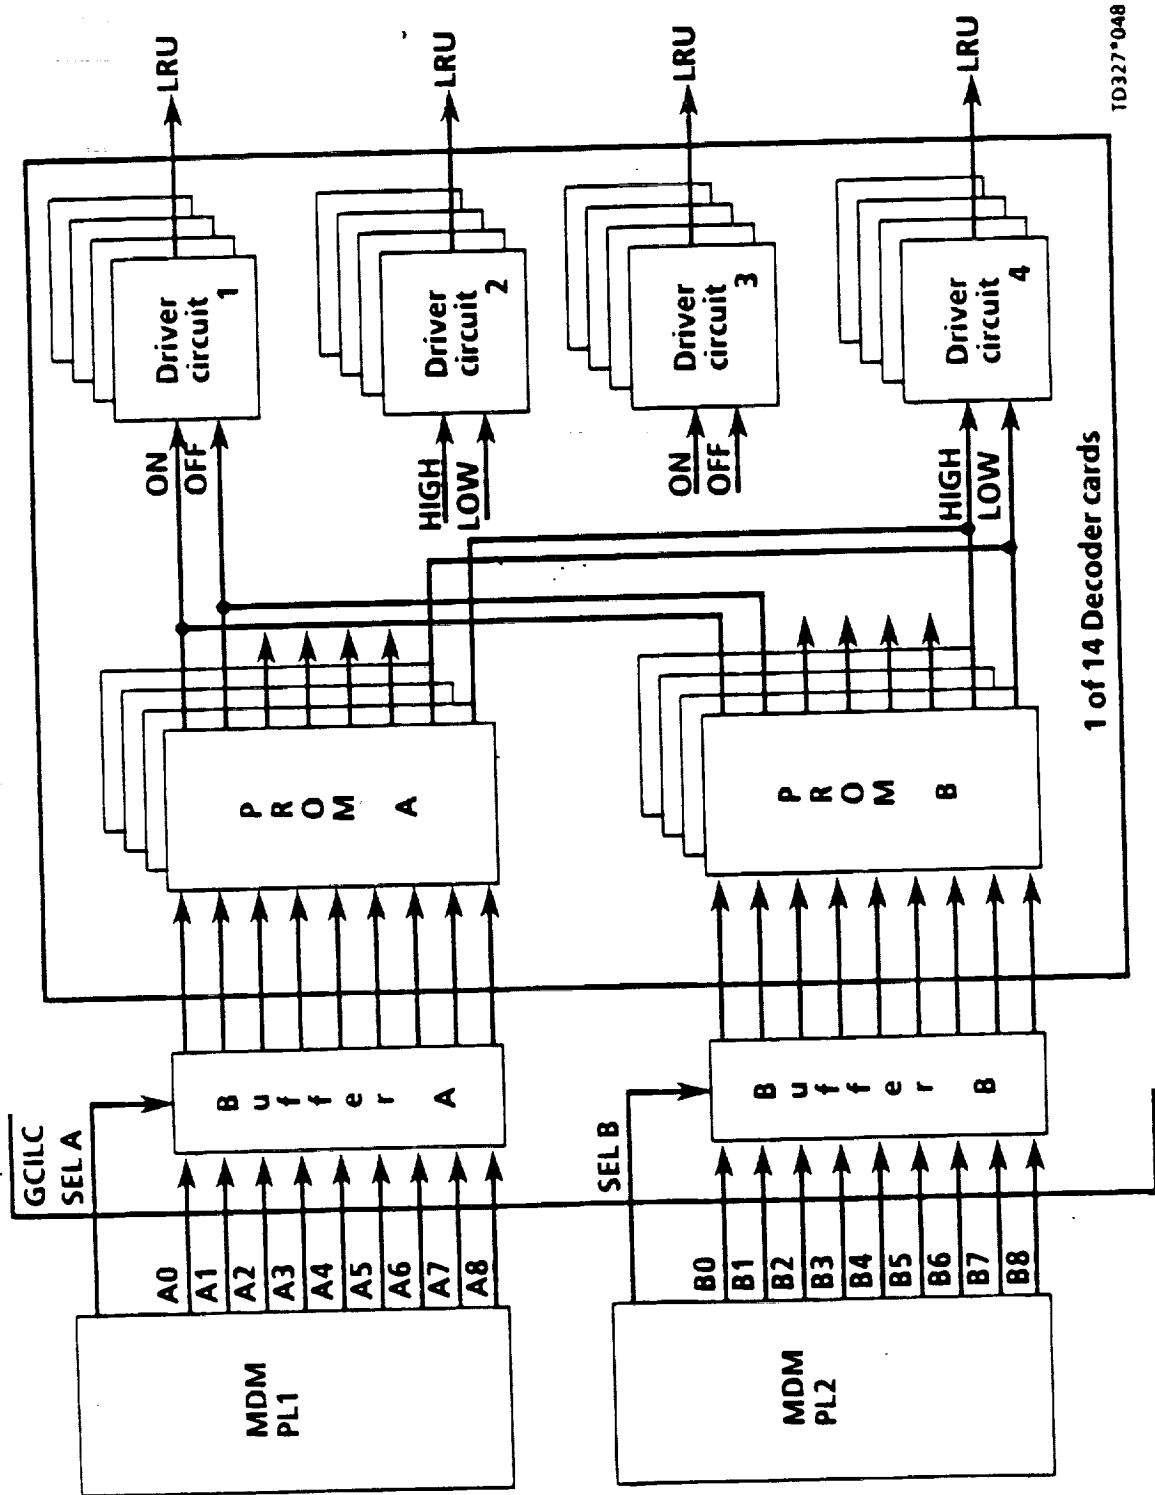 GCILC
SEL A
MDM
PL1
A0
A1
A2
A3
A4
A5
A6
A7
A8
Buffer A
PROM A
ON
OFF
Driver
circuit
1
LRU
HIGH
LOW
Driver
circuit
2
LRU
SEL B
MDM
PL2
B0
B1
B2
B3
B4
B5
B6
B7
B8
Buffer B
PROM B
ON
OFF
Driver
circuit
3
LRU
HIGH
LOW
Driver
circuit
4
LRU
1 of 14 Decoder cards
TD327*048